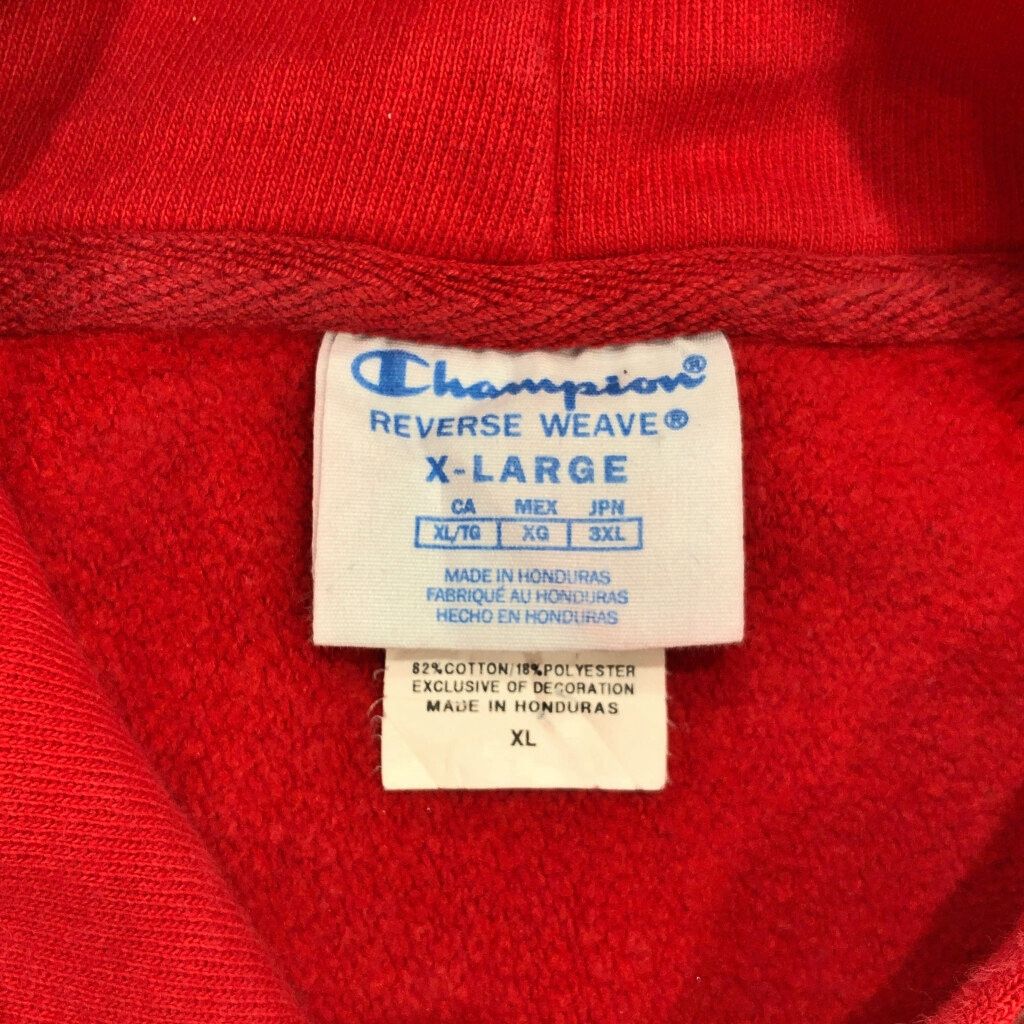 Champion®
REVERSE WEAVE®
X-LARGE
CA MEX JPN
XL/TG XG 3XL
MADE IN HONDURAS
FABRIQUÉ AU HONDURAS
HECHO EN HONDURAS
82%COTTON/18%POLYESTER
EXCLUSIVE OF DECORATION
MADE IN HONDURAS
XL